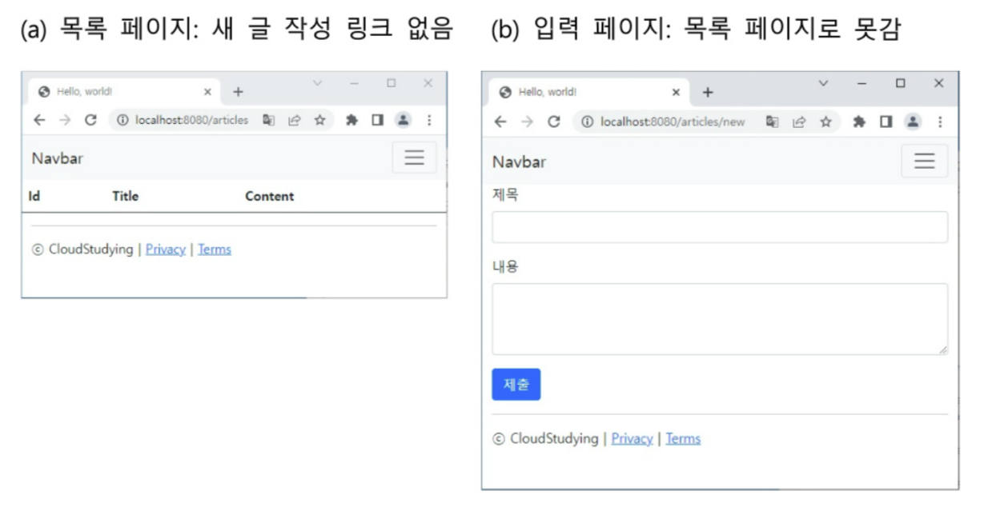 (a) 목록 페이지: 새 글 작성 링크 없음
Hello, world!
localhost:8080/articles
Navbar
Id Title Content
© CloudStudying | Privacy | Terms
(b) 입력 페이지: 목록 페이지로 못감
Hello, world!
localhost:8080/articles/new
Navbar
제목
내용
제출
© CloudStudying | Privacy | Terms